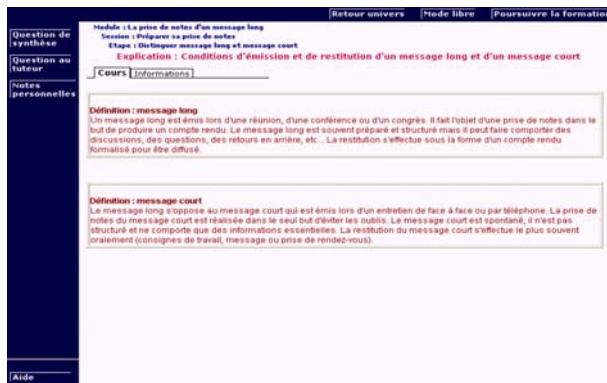 Retour univers Mode libre Poursuivre la formatio
Question de
synthèse
Question au
tuteur
Notes
personnelles
Module : La prise de notes d'un message long
Session : Préparer sa prise de notes
Etape : Distinguer message long et message court
Explication : Conditions d'émission et de restitution d'un message long et d'un message court
Cours Informations
Définition : message long
Un message long est émis lors d'une réunion, d'une conférence ou d'un congrès. Il fait l'objet d'une prise de notes dans le
but de produire un compte rendu. Le message long est souvent préparé et structuré mais il peut faire comporter des
discussions, des questions, des retours en arrière, etc... La restitution s'effectue sous la forme d'un compte rendu
formalisé pour être diffusé.
Définition : message court
Le message long s'oppose au message court qui est émis lors d'un entretien de face à face ou par téléphone. La prise de
notes du message court est réalisée dans le seul but d'éviter les oublis. Le message court est spontané, il n'est pas
structuré et ne comporte que des informations essentielles. La restitution du message court s'effectue le plus souvent
oralement (consignes de travail, message ou prise de rendez-vous).
Aide